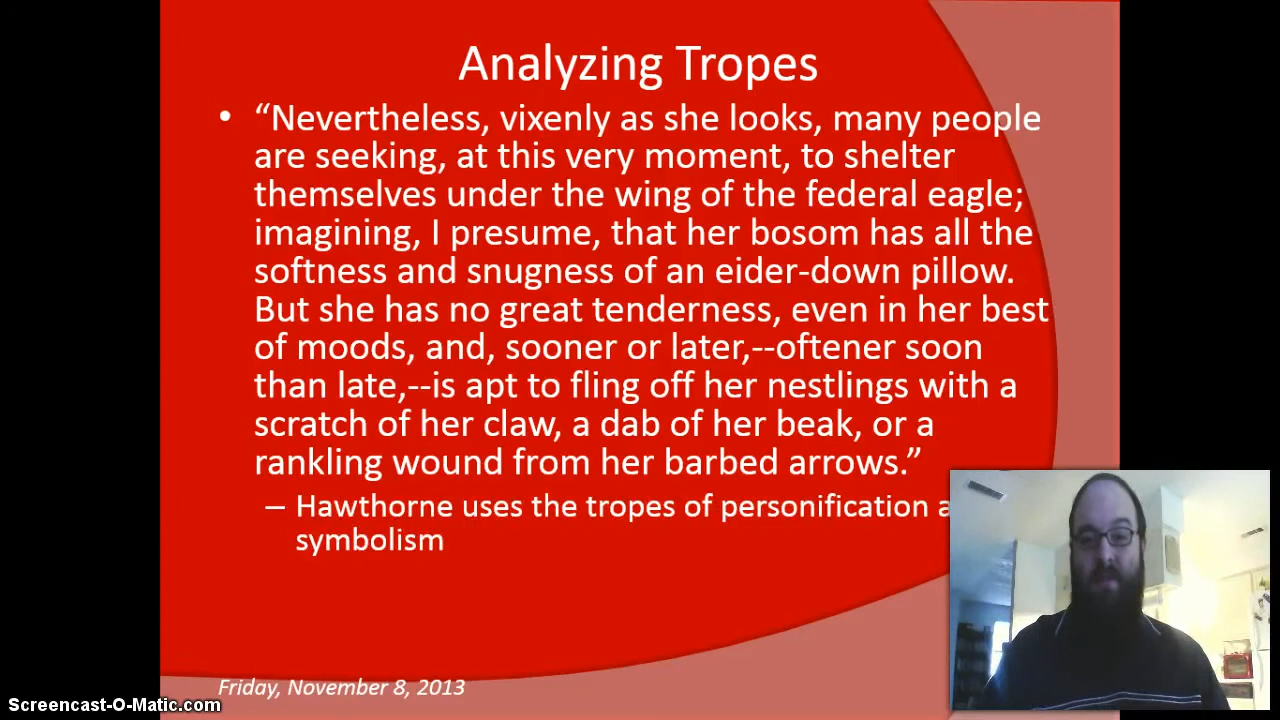 Analyzing Tropes
• “Nevertheless, vixenly as she looks, many people
are seeking, at this very moment, to shelter
themselves under the wing of the federal eagle;
imagining, I presume, that her bosom has all the
softness and snugness of an eider-down pillow.
But she has no great tenderness, even in her best
of moods, and, sooner or later,--oftener soon
than late,--is apt to fling off her nestlings with a
scratch of her claw, a dab of her beak, or a
rankling wound from her barbed arrows.”
– Hawthorne uses the tropes of personification
symbolism
Friday, November 8, 2013
Screencast-O-Matic.com